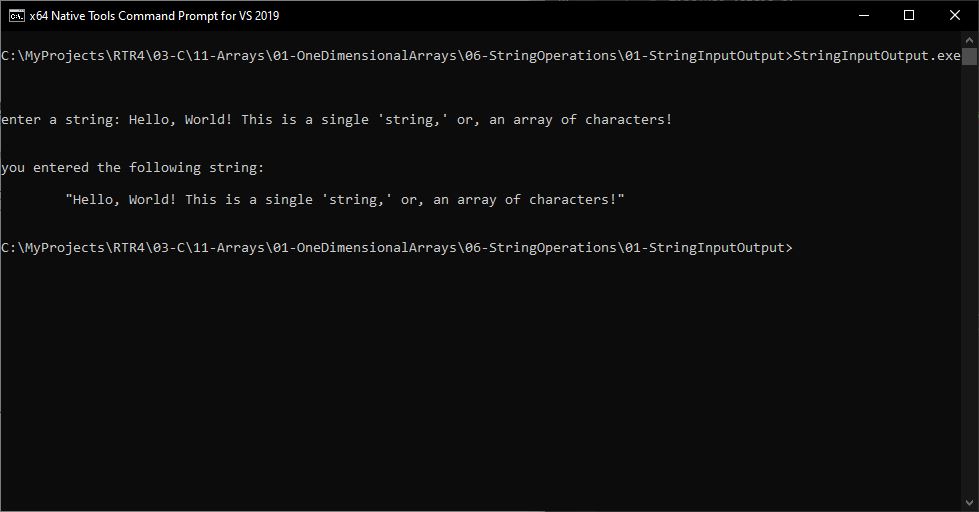 x64 Native Tools Command Prompt for VS 2019
C:\MyProjects\RTR4\03-C\11-Arrays\01-OneDimensionalArrays\06-StringOperations\01-StringInputOutput>StringInputOutput.exe
enter a string: Hello, World! This is a single 'string,' or, an array of characters!
you entered the following string:
"Hello, World! This is a single 'string,' or, an array of characters!"
C:\MyProjects\RTR4\03-C\11-Arrays\01-OneDimensionalArrays\06-StringOperations\01-StringInputOutput>